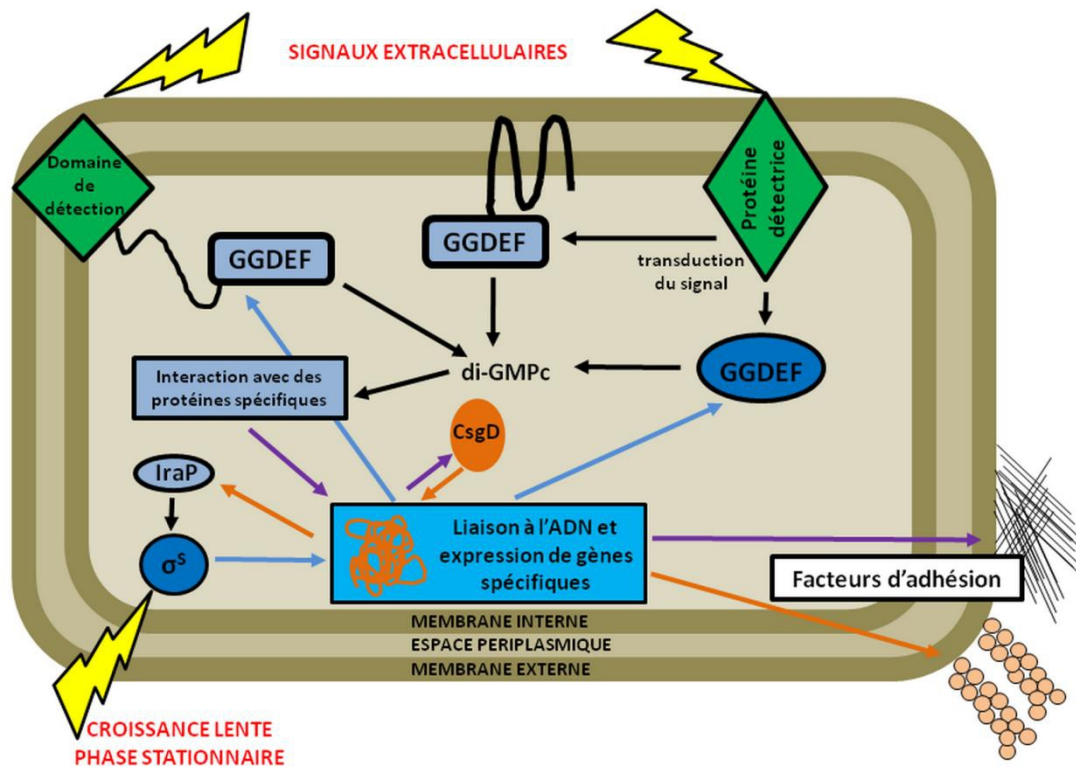 SIGNAUX EXTRACELLULAIRES
Domaine
de
détection
GGDEF
GGDEF
transduction
du signal
Protéine
détectrice
GGDEF
di-GMPc
Interaction avec des
protéines spécifiques
CsgD
IraP
σˢ
Liaison à l’ADN et
expression de gènes
spécifiques
Facteurs d’adhésion
MEMBRANE INTERNE
ESPACE PERIPLASMIQUE
MEMBRANE EXTERNE
CROISSANCE LENTE
PHASE STATIONNAIRE